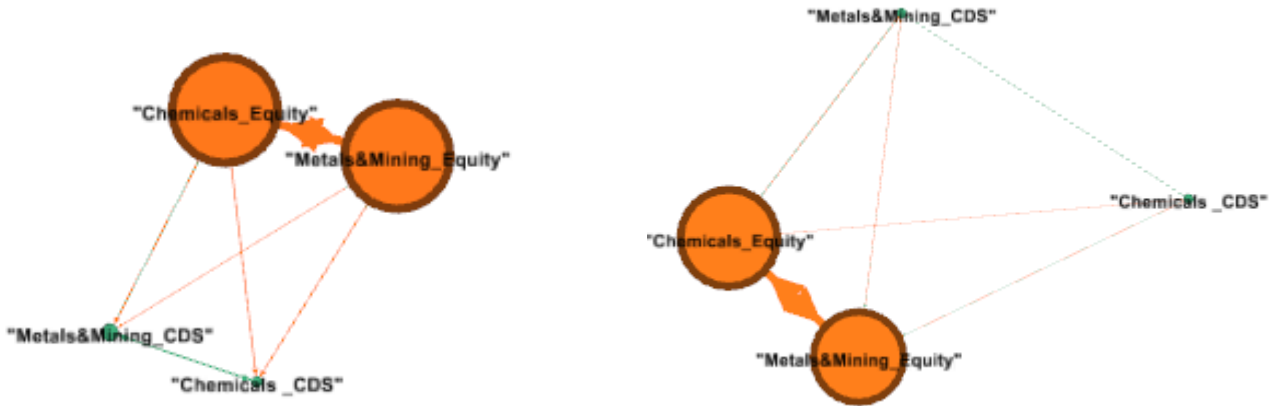 "Chemicals_Equity"
"Metals&Mining_Equity"
"Metals&Mining_CDS"
"Chemicals _CDS"
"Metals&Mining_CDS"
"Chemicals _CDS"
"Chemicals_Equity"
"Metals&Mining_Equity"